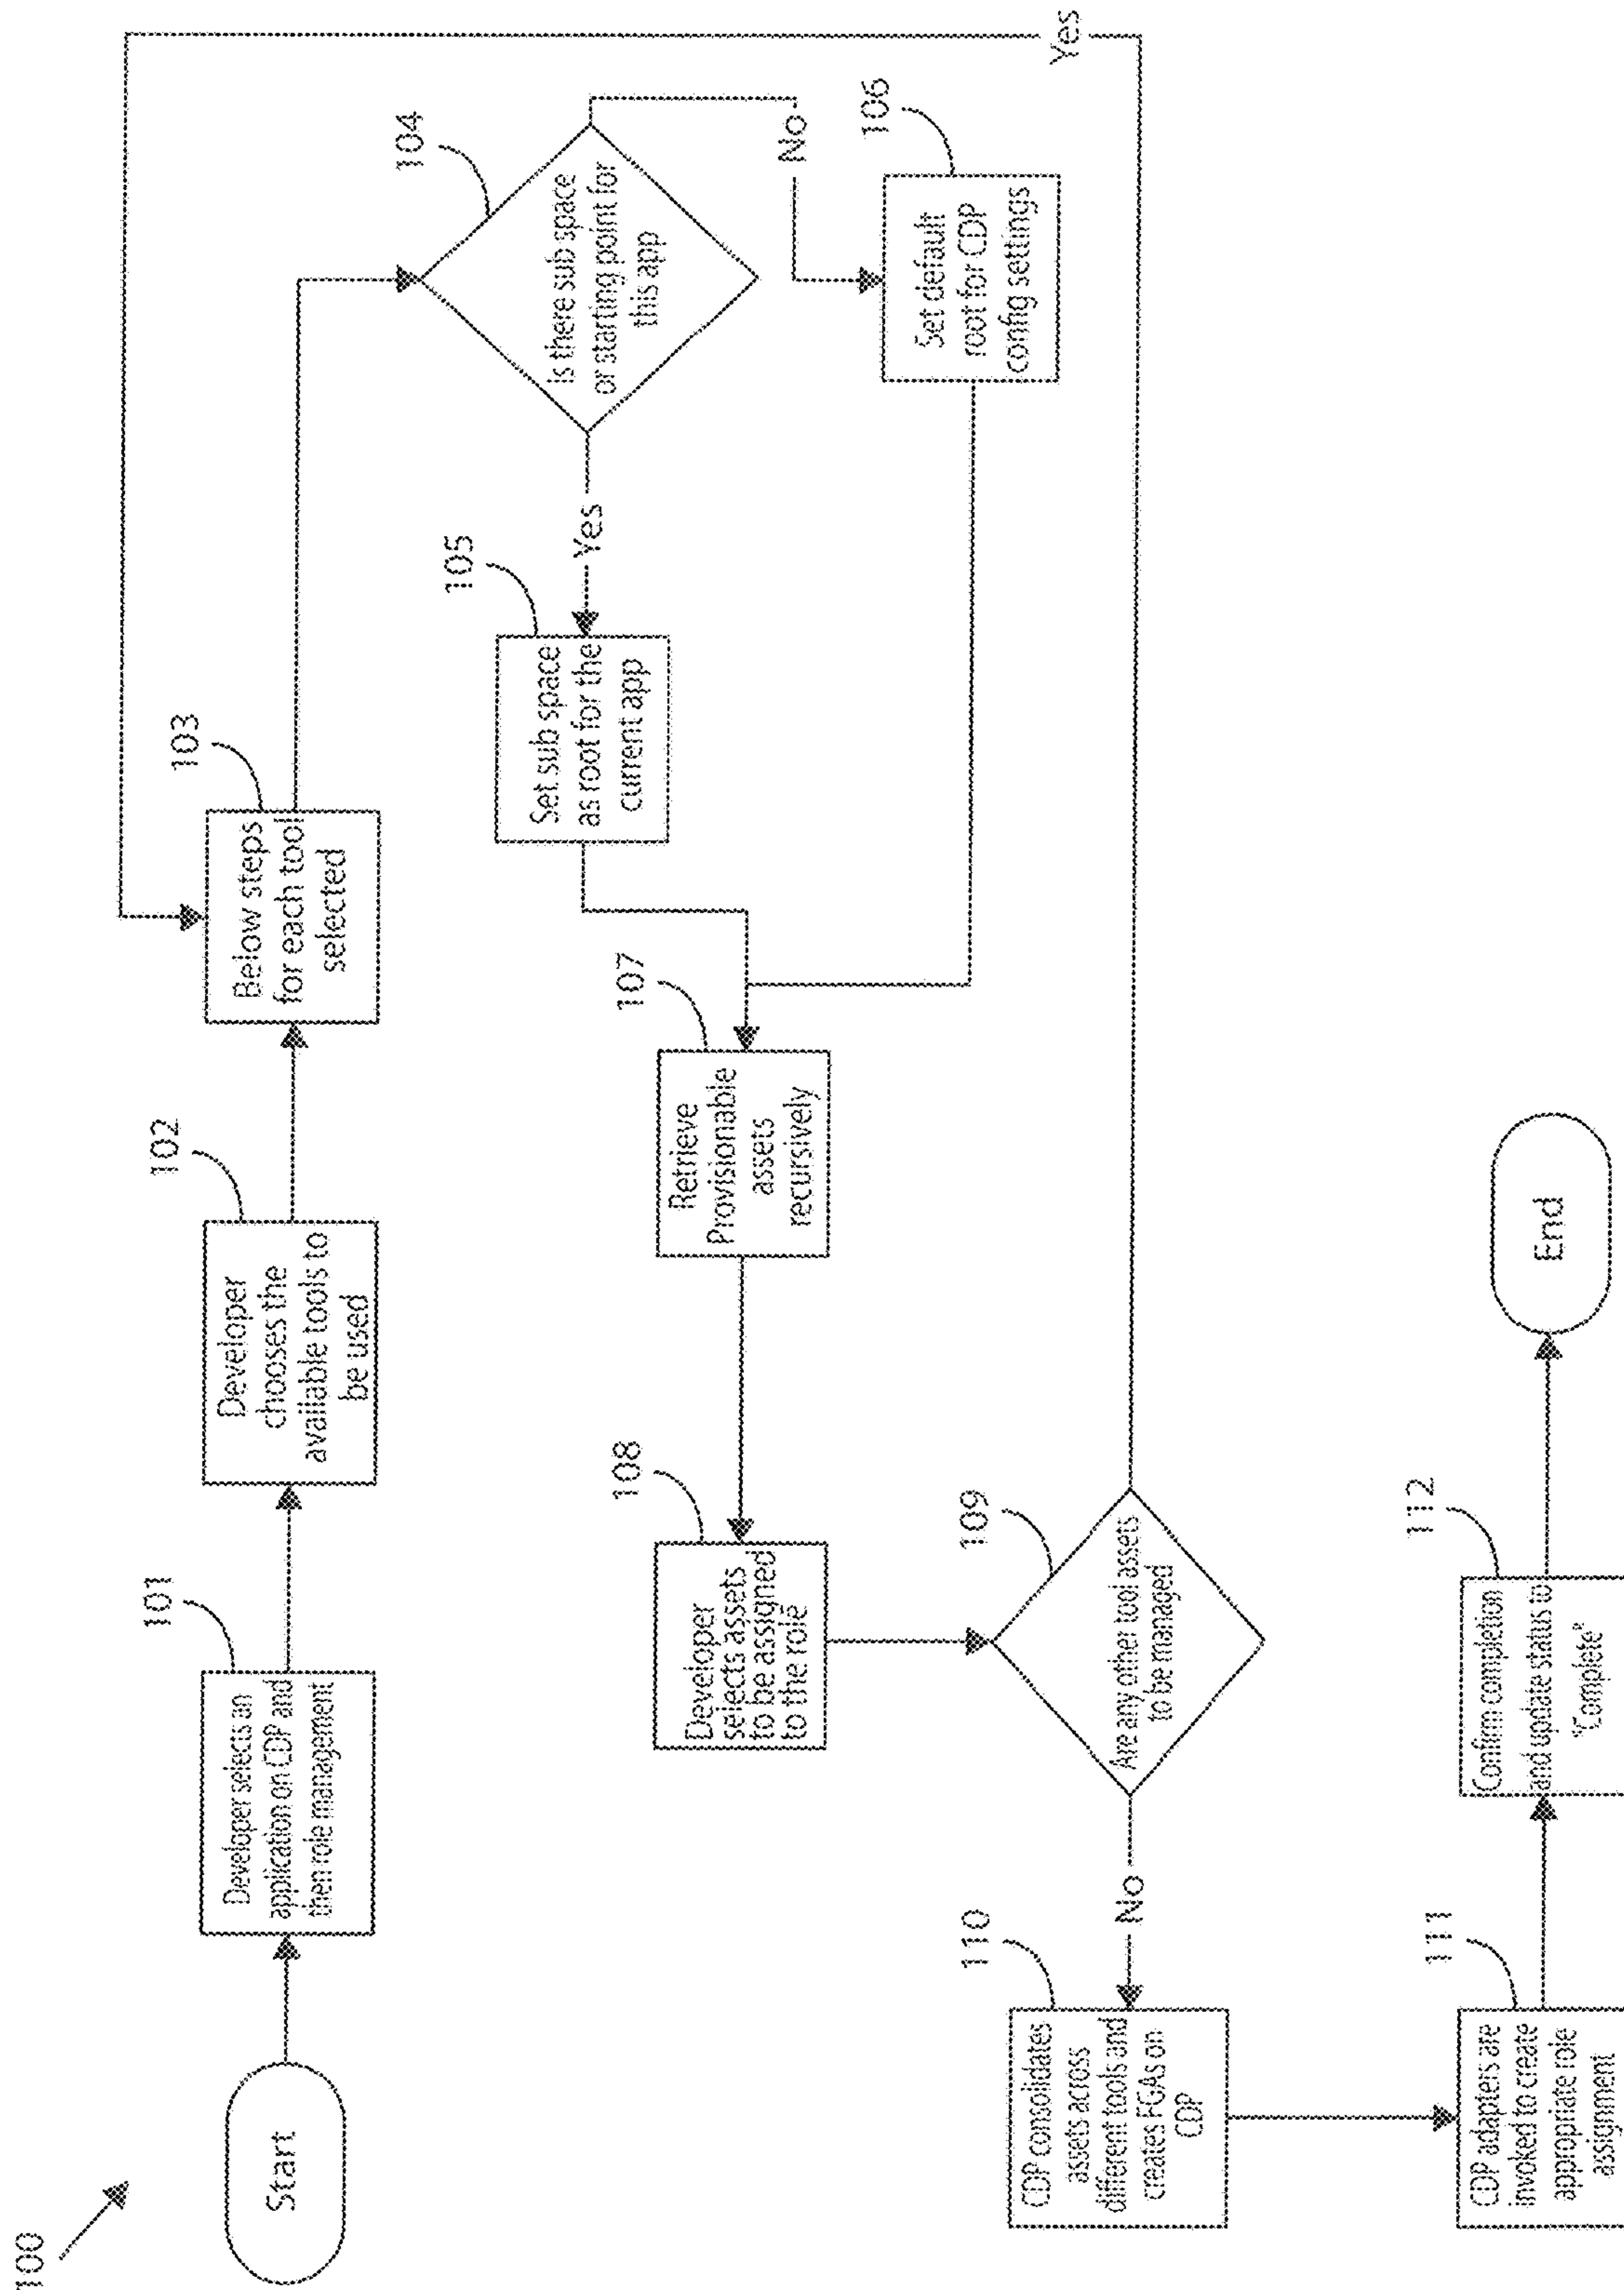 100
Start
101
Developer selects an
application on CDP and
then role management
102
Developer
chooses the
available tools to
be used
103
Below steps
for each tool
selected
104
Is there sub space
or starting point for
this app
Yes
No
105
Set sub space
as root for the
current app
106
Set default
root for CDP
config settings
107
Retrieve
Provisionable
assets
recursively
108
Developer
selects assets
to be assigned
to the role
109
Are any other tool assets
to be managed
Yes
No
110
CDP consolidates
assets across
different tools and
creates FGAs on
CDP
111
CDP adapters are
invoked to create
appropriate role
assignment
112
Confirm completion
and update status to
"Complete"
End